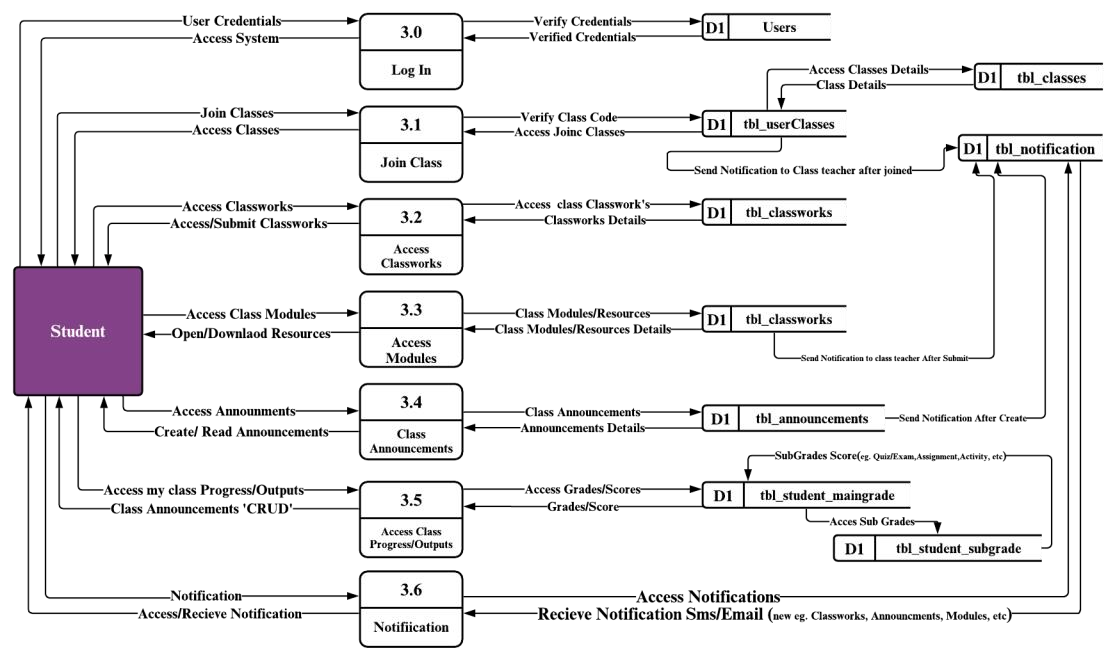 User Credentials
Access System
3.0
Log In
Verify Credentials
Verified Credentials
D1 Users
Join Classes
Access Classes
3.1
Join Class
Verify Class Code
Access Joinc Classes
D1 tbl_userClasses
Access Classes Details
Class Details
D1 tbl_classes
Send Notification to Class teacher after joined
D1 tbl_notification
Access Classworks
Access/Submit Classworks
3.2
Access
Classworks
Access class Classwork's
Classworks Details
D1 tbl_classworks
Student
Access Class Modules
Open/Downlaod Resources
3.3
Access
Modules
Class Modules/Resources
Class Modules/Resources Details
D1 tbl_classworks
Send Notification to class teacher After Submit
Access Announments
Create/ Read Announcements
3.4
Class
Announcements
Class Announcements
Announcements Details
D1 tbl_announcements
Send Notification After Create
Access my class Progress/Outputs
Class Announcements 'CRUD'
3.5
Access Class
Progress/Outputs
Access Grades/Scores
Grades/Score
SubGrades Score(eg. Quiz/Exam,Assignment,Activity, etc)
D1 tbl_student_maingrade
Acces Sub Grades
D1 tbl_student_subgrade
Notification
Access/Recieve Notification
3.6
Notifiication
Access Notifications
Recieve Notification Sms/Email (new eg. Classworks, Announcments, Modules, etc)